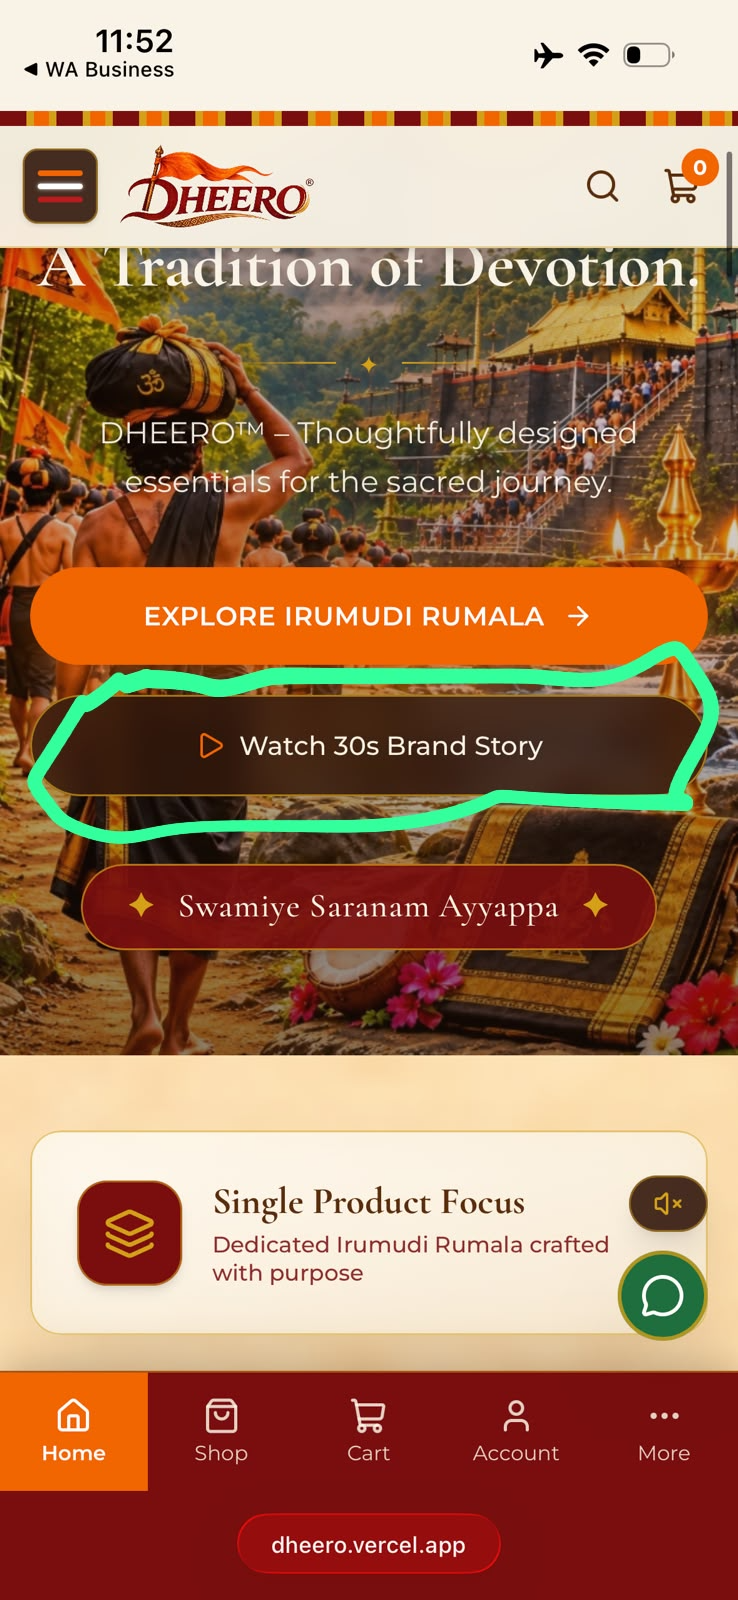 11:52
◀ WA Business
DHEERO®
0
A Tradition of Devotion.
ॐ
DHEERO™ – Thoughtfully designed
essentials for the sacred journey.
EXPLORE IRUMUDI RUMALA →
Watch 30s Brand Story
Swamiye Saranam Ayyappa
Single Product Focus
Dedicated Irumudi Rumala crafted
with purpose
Home Shop Cart Account More
dheero.vercel.app